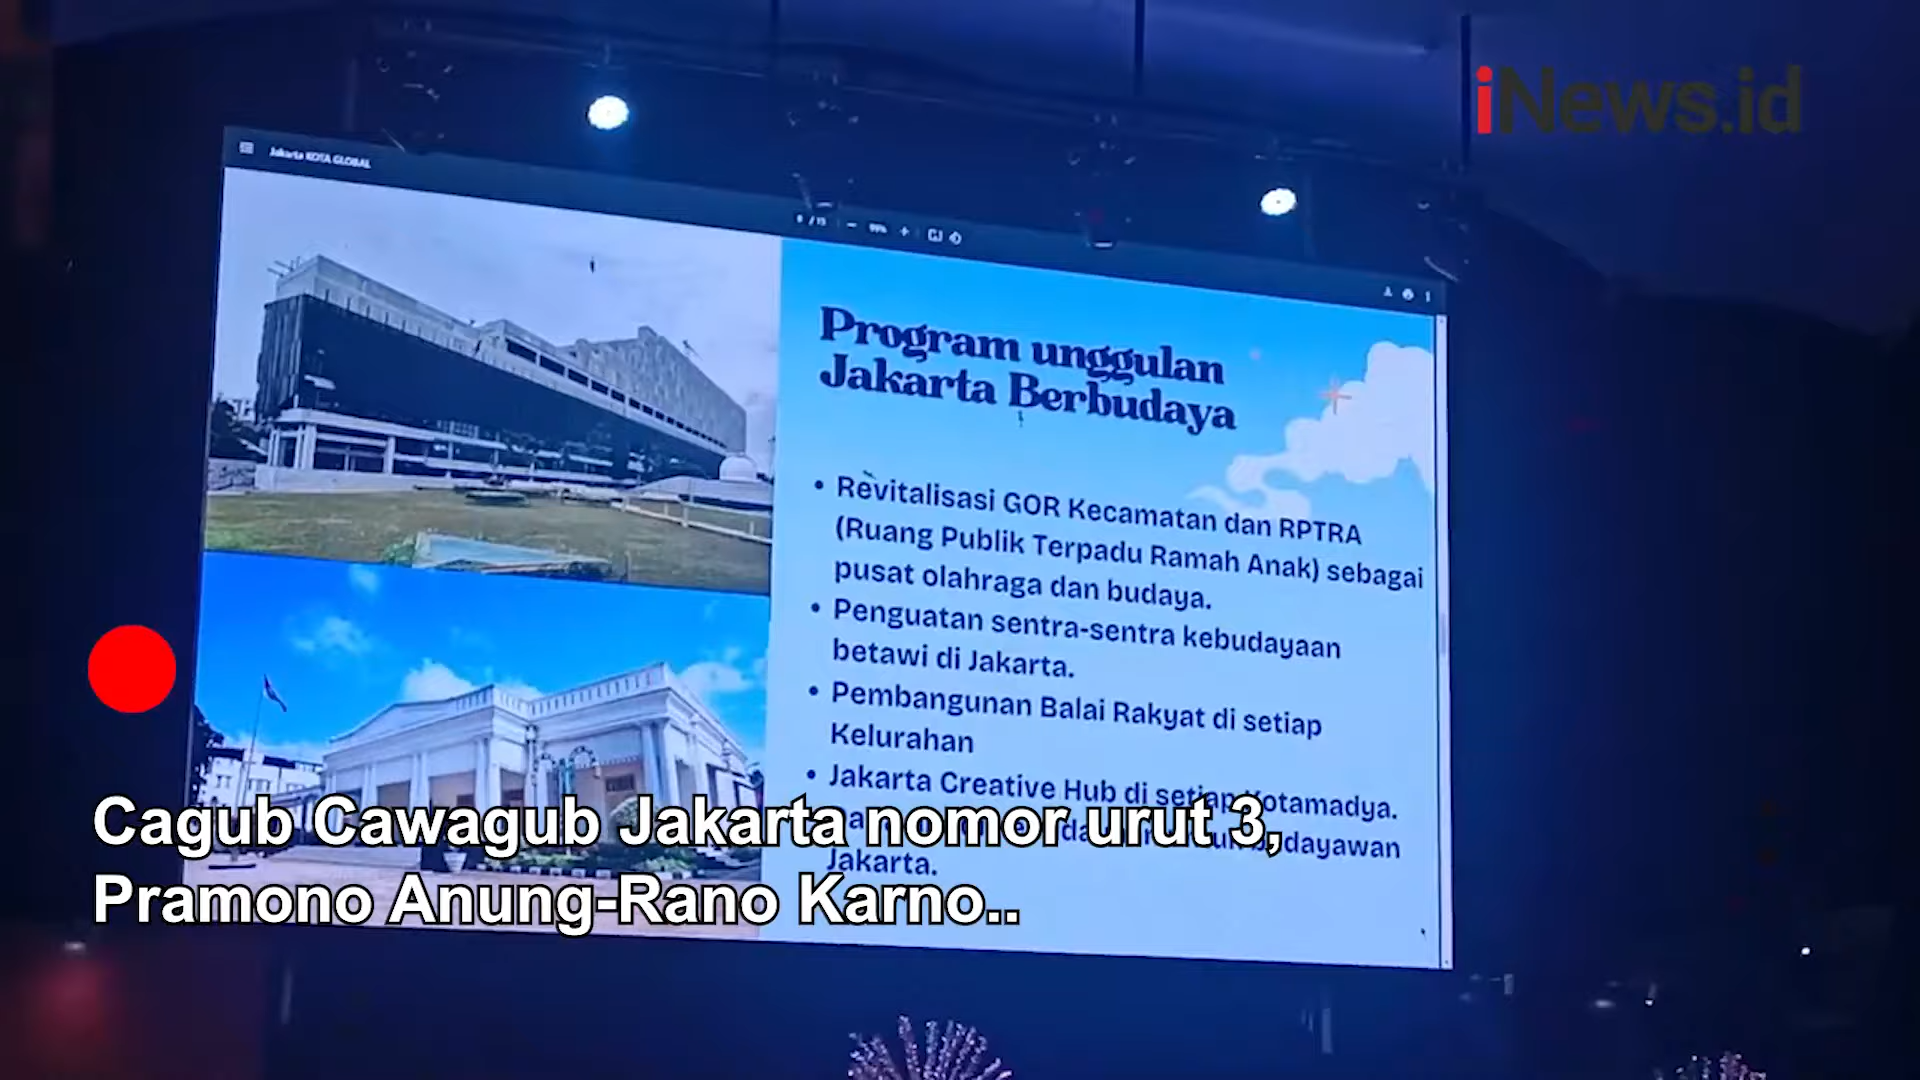 iNews.id
Jakarta KOTA GLOBAL
Program unggulan
Jakarta Berbudaya
• Revitalisasi GOR Kecamatan dan RPTRA
(Ruang Publik Terpadu Ramah Anak) sebagai
pusat olahraga dan budaya.
• Penguatan sentra-sentra kebudayaan
betawi di Jakarta.
• Pembangunan Balai Rakyat di setiap
Kelurahan
• Jakarta Creative Hub di setiap Kotamadya.
budayawan
Jakarta.
Cagub Cawagub Jakarta nomor urut 3,
Pramono Anung-Rano Karno..